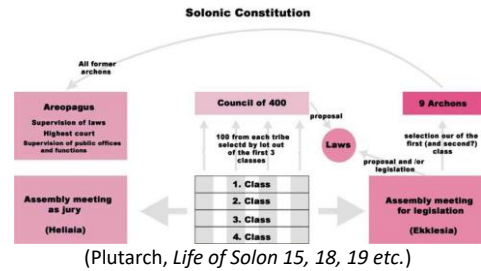 Solonic Constitution
All former
archons
Areopagus
Supervision of laws
Highest court
Supervision of public offices
and functions
Council of 400
9 Archons
proposal
100 from each tribe
selectd by lot out
of the first 3
classes
Laws
selection our of the
first (and second?)
class
proposal and /or
legislation
Assembly meeting
as jury
(Heliaia)
1. Class
2. Class
3. Class
4. Class
Assembly meeting
for legislation
(Ekklesia)
(Plutarch, Life of Solon 15, 18, 19 etc.)